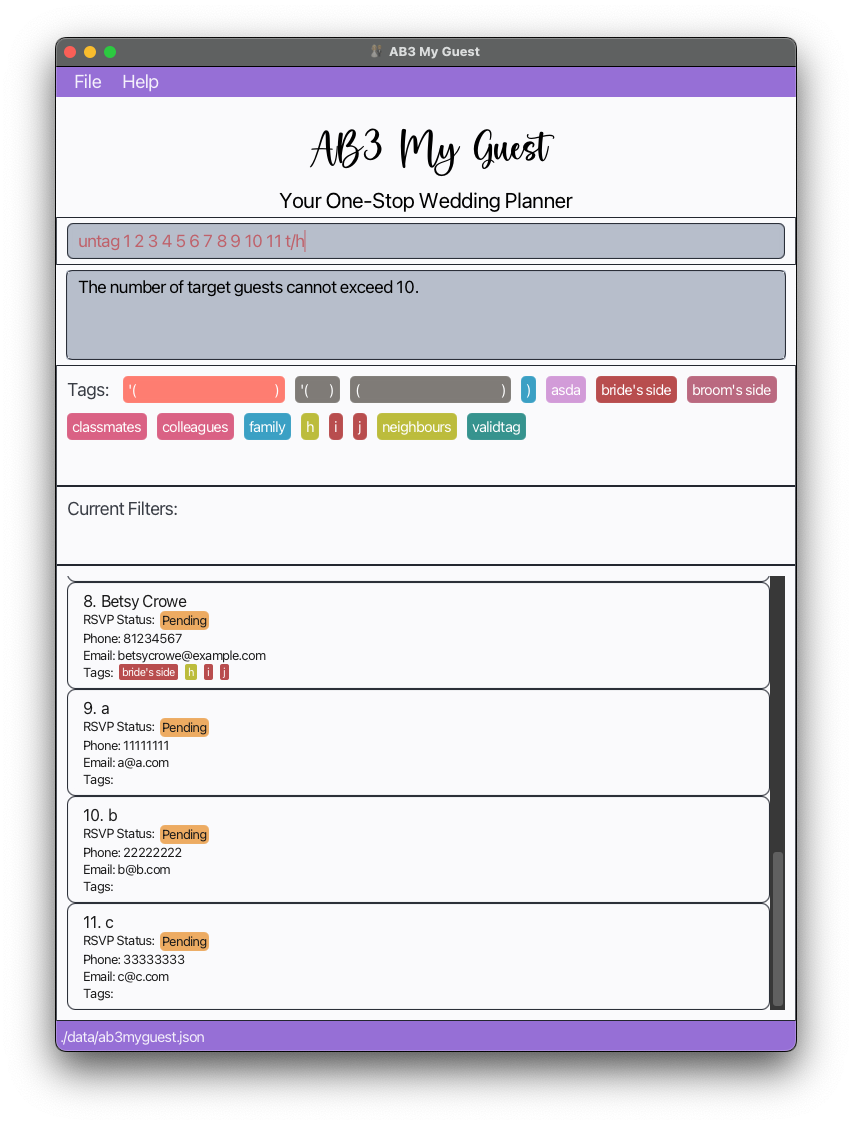 AB3 My Guest
File Help
AB3 My Guest
Your One-Stop Wedding Planner
untag 1 2 3 4 5 6 7 8 9 10 11 t/h
The number of target guests cannot exceed 10.
Tags: '( ) '( ) ( ) ) asda bride's side broom's side
classmates colleagues family h i j neighbours validtag
Current Filters:
8. Betsy Crowe
RSVP Status: Pending
Phone: 81234567
Email: betsycrowe@example.com
Tags: bride's side h i j
9. a
RSVP Status: Pending
Phone: 11111111
Email: a@a.com
Tags:
10. b
RSVP Status: Pending
Phone: 22222222
Email: b@b.com
Tags:
11. c
RSVP Status: Pending
Phone: 33333333
Email: c@c.com
Tags:
./data/ab3myguest.json